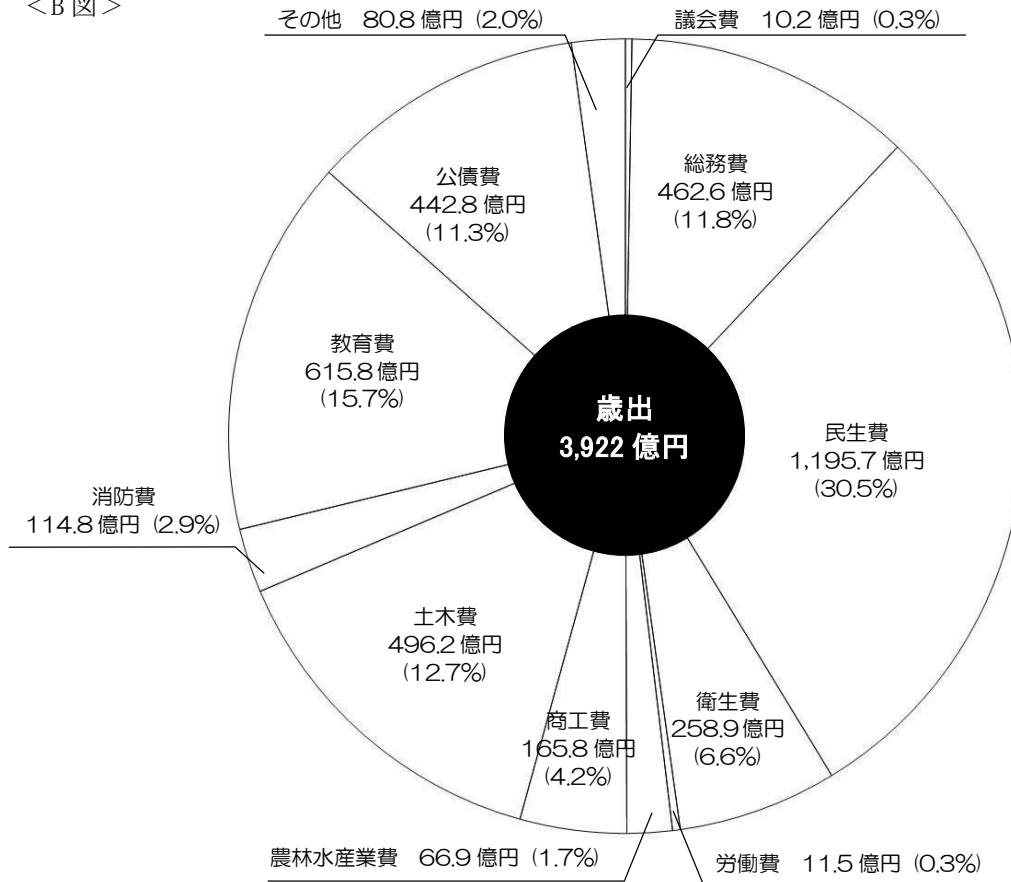 <B 図>
その他 80.8 億円 (2.0%)
議会費 10.2 億円 (0.3%)
総務費
462.6 億円
(11.8%)
民生費
1,195.7 億円
(30.5%)
衛生費
258.9 億円
(6.6%)
労働費 11.5 億円 (0.3%)
農林水産業費 66.9 億円 (1.7%)
商工費
165.8 億円
(4.2%)
土木費
496.2 億円
(12.7%)
消防費
114.8 億円 (2.9%)
教育費
615.8 億円
(15.7%)
公債費
442.8 億円
(11.3%)
歳出
3,922 億円